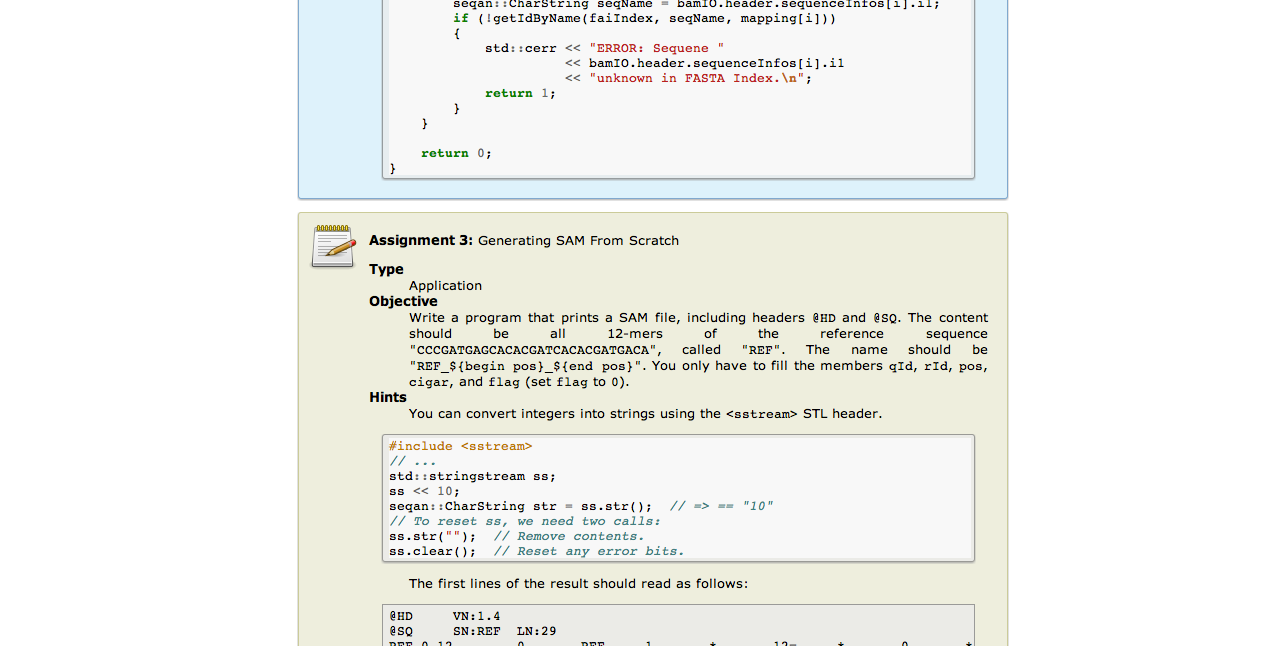 seqan::CharString seqName = bamIO.header.sequenceInfos[i].i1;
if (!getIdByName(faiIndex, seqName, mapping[i]))
{
std::cerr << "ERROR: Sequene "
<< bamIO.header.sequenceInfos[i].i1
<< "unknown in FASTA Index.\n";
return 1;
}
}
return 0;
}
Assignment 3: Generating SAM From Scratch
Type
Application
Objective
Write a program that prints a SAM file, including headers @HD and @SQ. The content
should be all 12-mers of the reference sequence
"CCCGATGAGCACACGATCACACGATGACA", called "REF". The name should be
"REF_${begin pos}_${end pos}". You only have to fill the members qId, rId, pos,
cigar, and flag (set flag to 0).
Hints
You can convert integers into strings using the <sstream> STL header.
#include <sstream>
// ...
std::stringstream ss;
ss << 10;
seqan::CharString str = ss.str(); // => == "10"
// To reset ss, we need two calls:
ss.str(""); // Remove contents.
ss.clear(); // Reset any error bits.
The first lines of the result should read as follows:
@HD VN:1.4
@SQ SN:REF LN:29
REF_0_12 0 REF 1 * 12= * 0 *